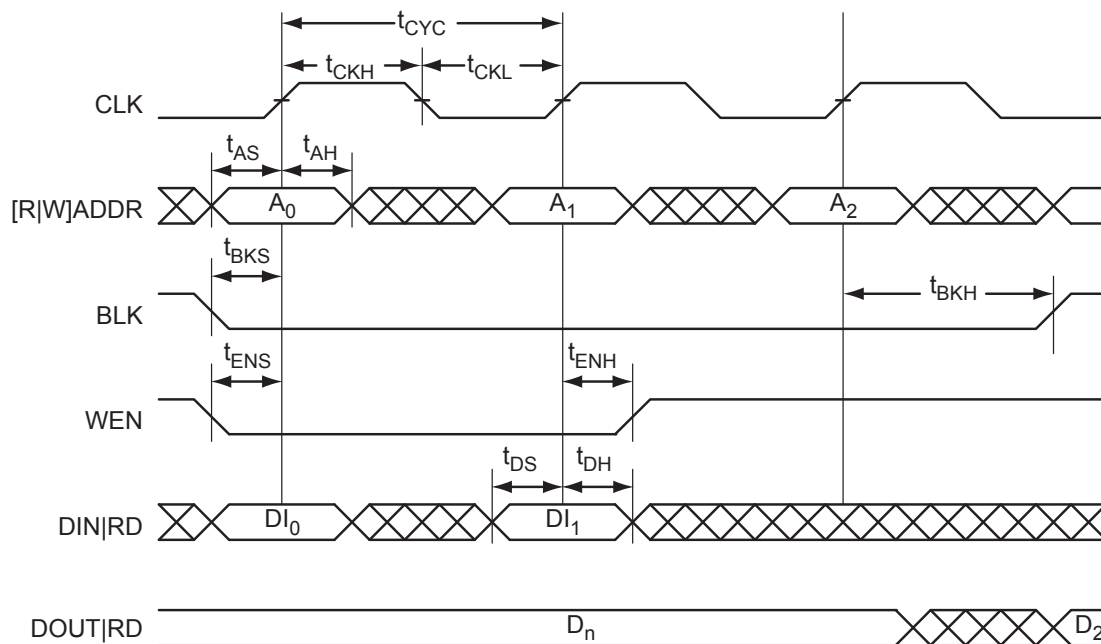 tCYC
tCKH tCKL
CLK
tAS tAH
[R|W]ADDR A0 A1 A2
tBKS
tBKH
BLK
tENS tENH
WEN
tDS tDH
DIN|RD DI0 DI1
DOUT|RD Dn D2